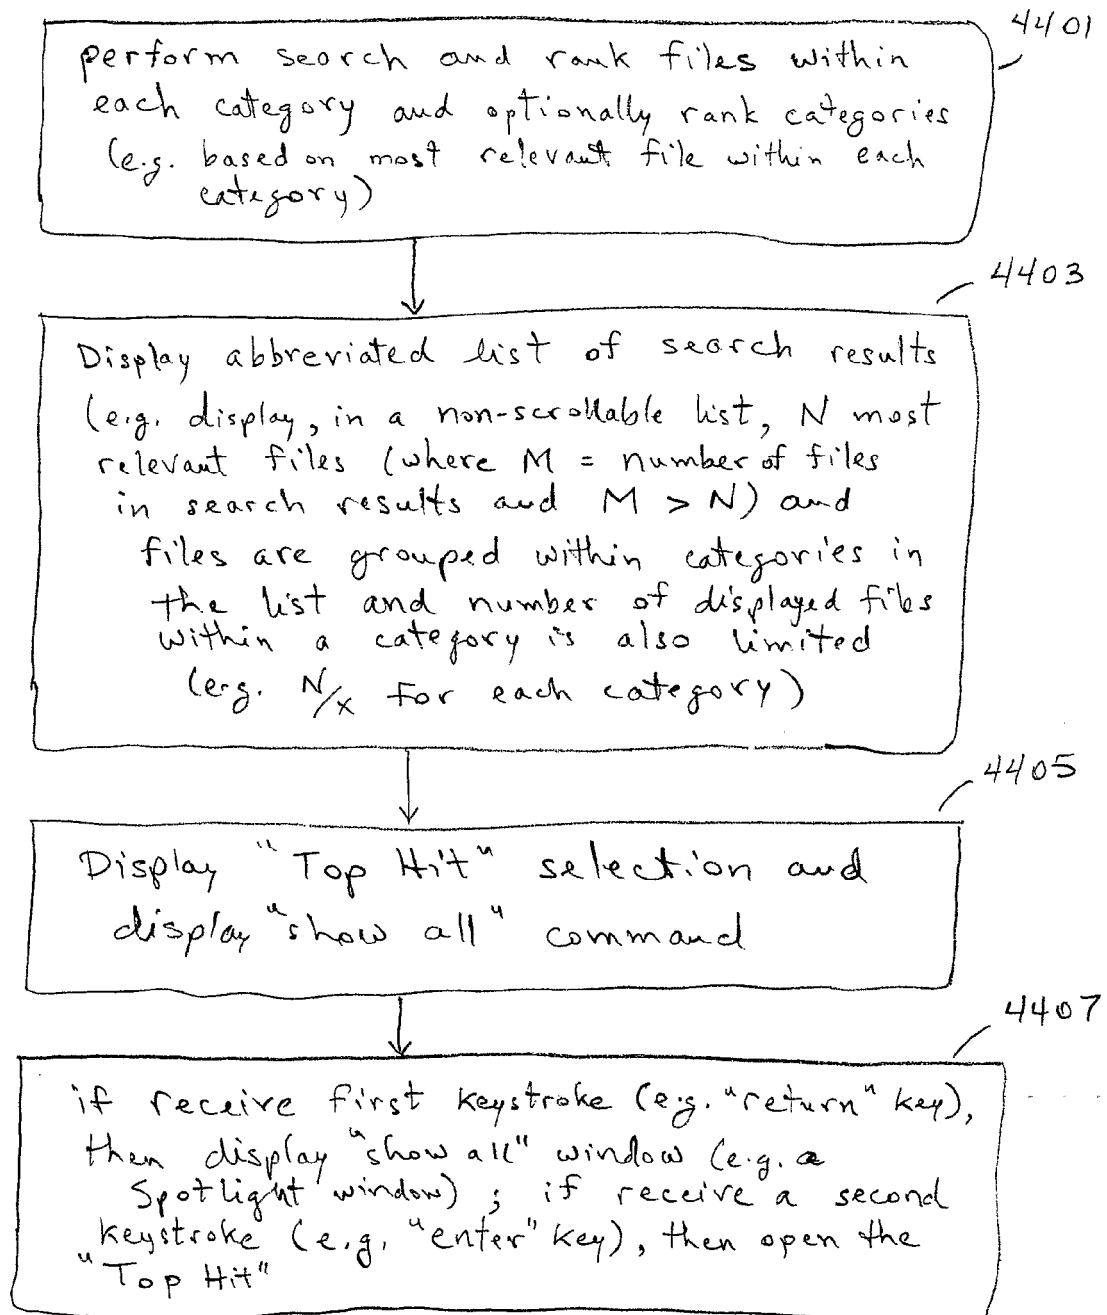 4401
perform search and rank files within
each category and optionally rank categories
(e.g. based on most relevant file within each
category)
4403
Display abbreviated list of search results
(e.g. display, in a non-scrollable list, N most
relevant files (where M = number of files
in search results and M > N) and
files are grouped within categories in
the list and number of displayed files
within a category is also limited
(e.g. N/x for each category)
4405
Display "Top Hit" selection and
display "show all" command
4407
if receive first keystroke (e.g. "return" key),
then display "show all" window (e.g. a
Spotlight window) ; if receive a second
keystroke (e.g. "enter" key), then open the
"Top Hit"